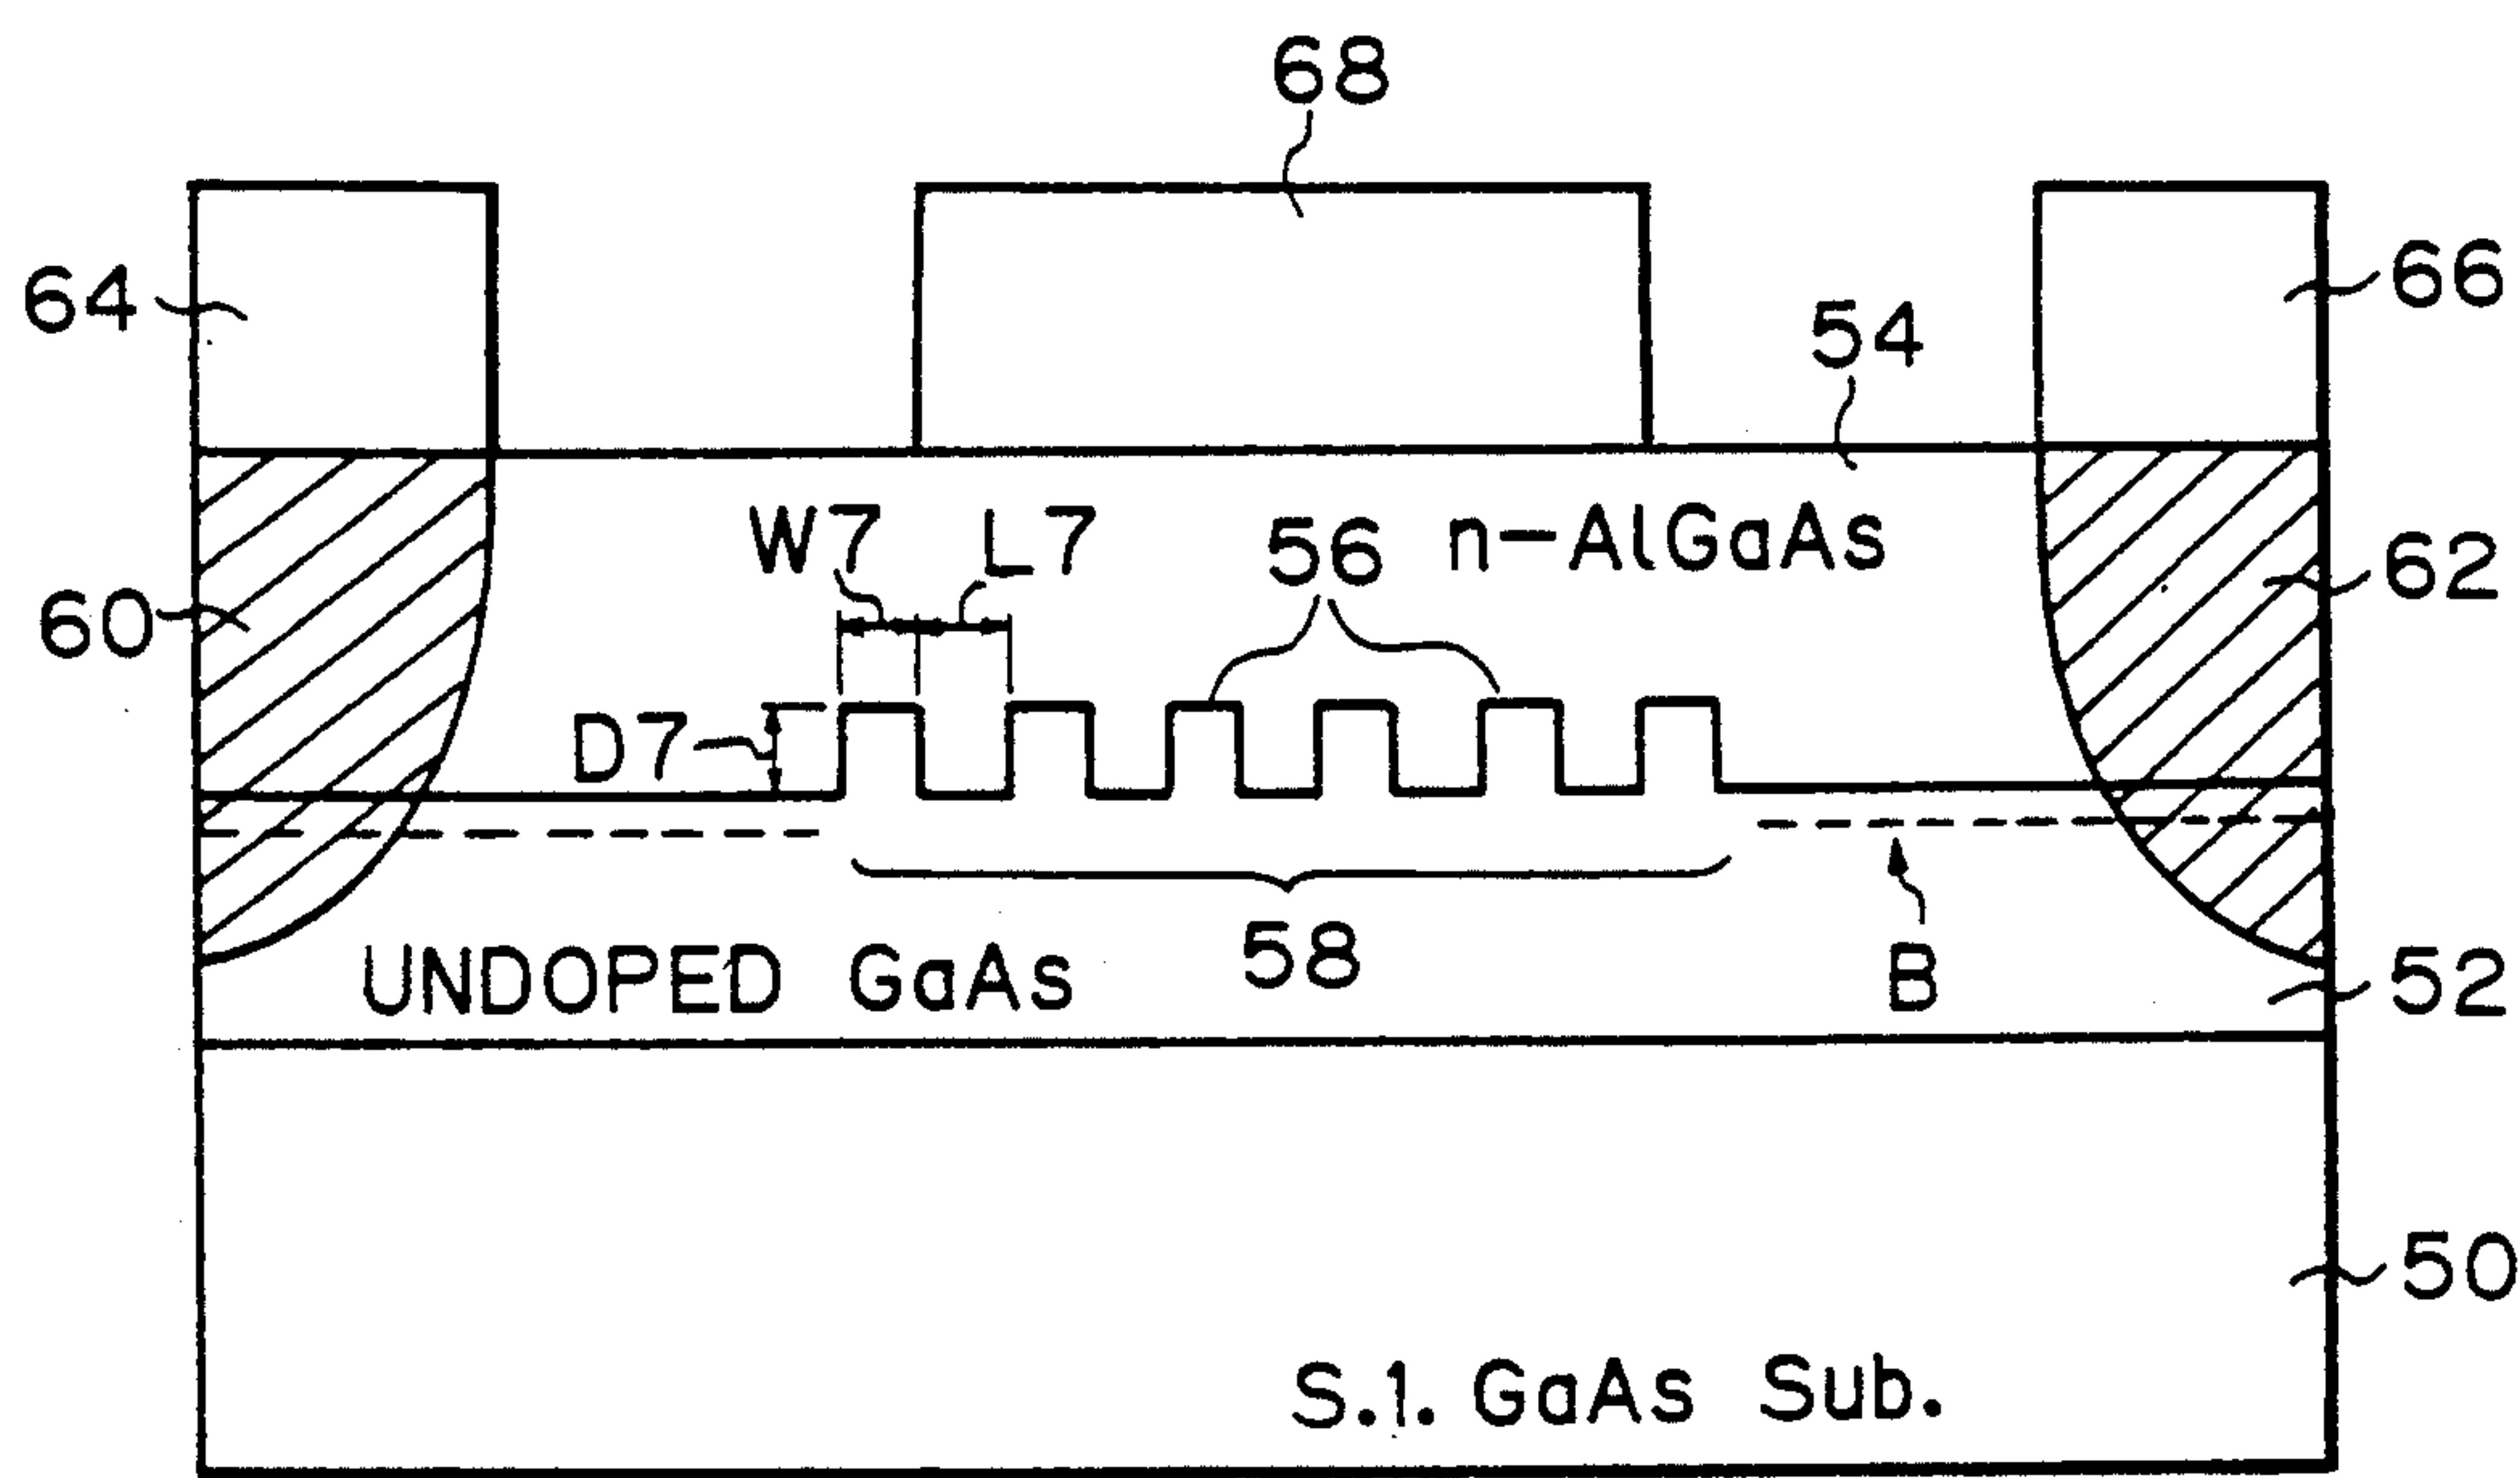 68
64
66
54
W7
L7
56
n-AlGaAs
60
62
D7
UNDOPED GaAs
58
B
52
50
S.I. GaAs Sub.